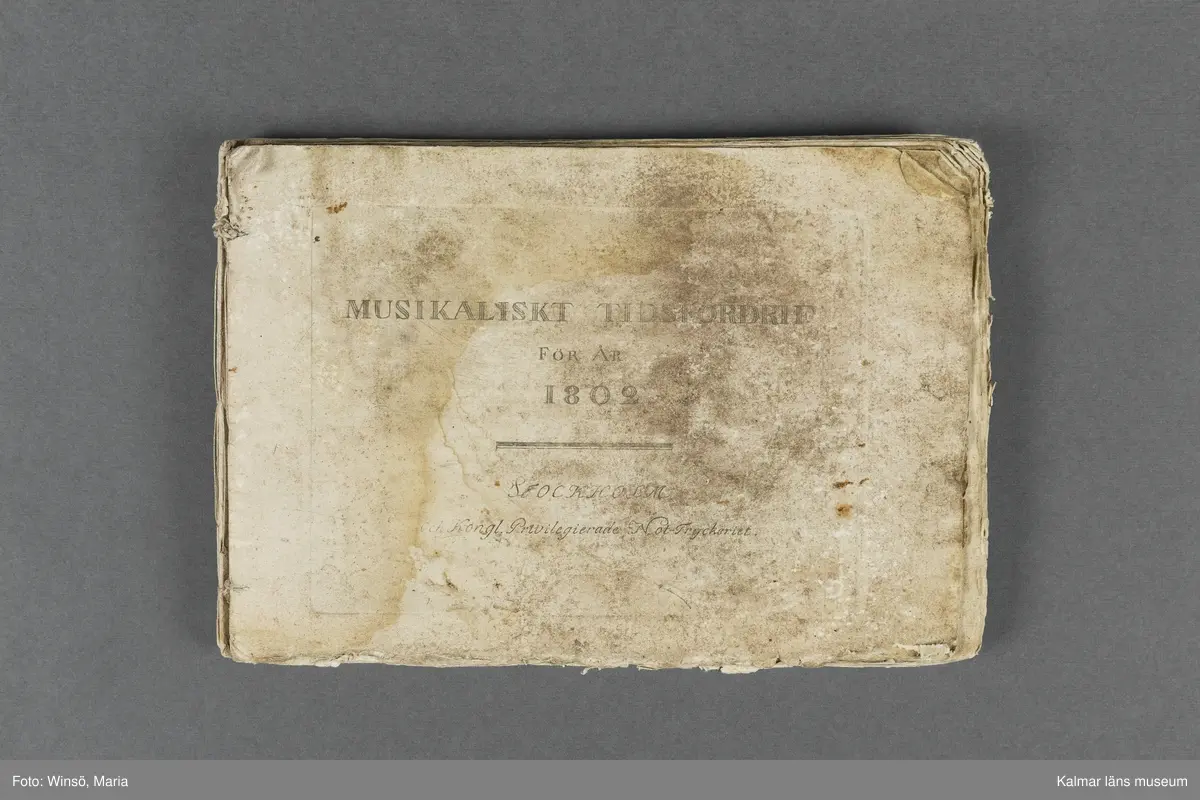 MUSIKALISKT TIDSFÖRDRIF
FÖR ÅR
1802
STOCKHOLM
Kongl. Privilegierade Not-Tryckeriet.
Foto: Winsö, Maria
Kalmar läns museum